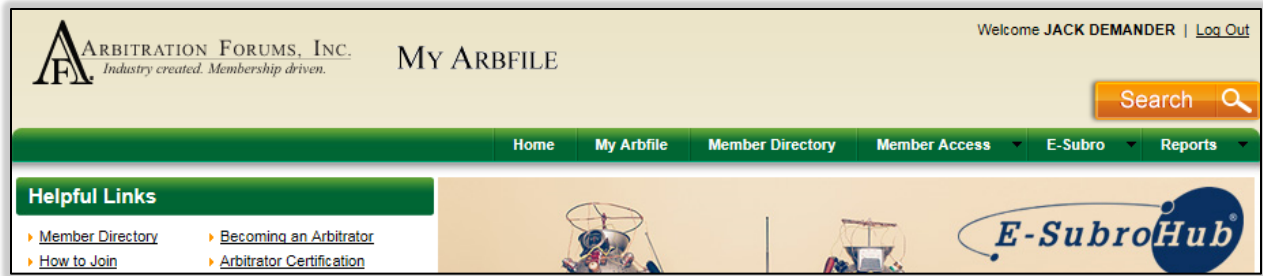 Welcome JACK DEMANDER | Log Out
AF.
ARBITRATION FORUMS, INC.
Industry created. Membership driven.
MY ARBFILE
Search
Home My Arbfile Member Directory Member Access E-Subro Reports
Helpful Links
Member Directory Becoming an Arbitrator
How to Join Arbitrator Certification
E-SubroHub®